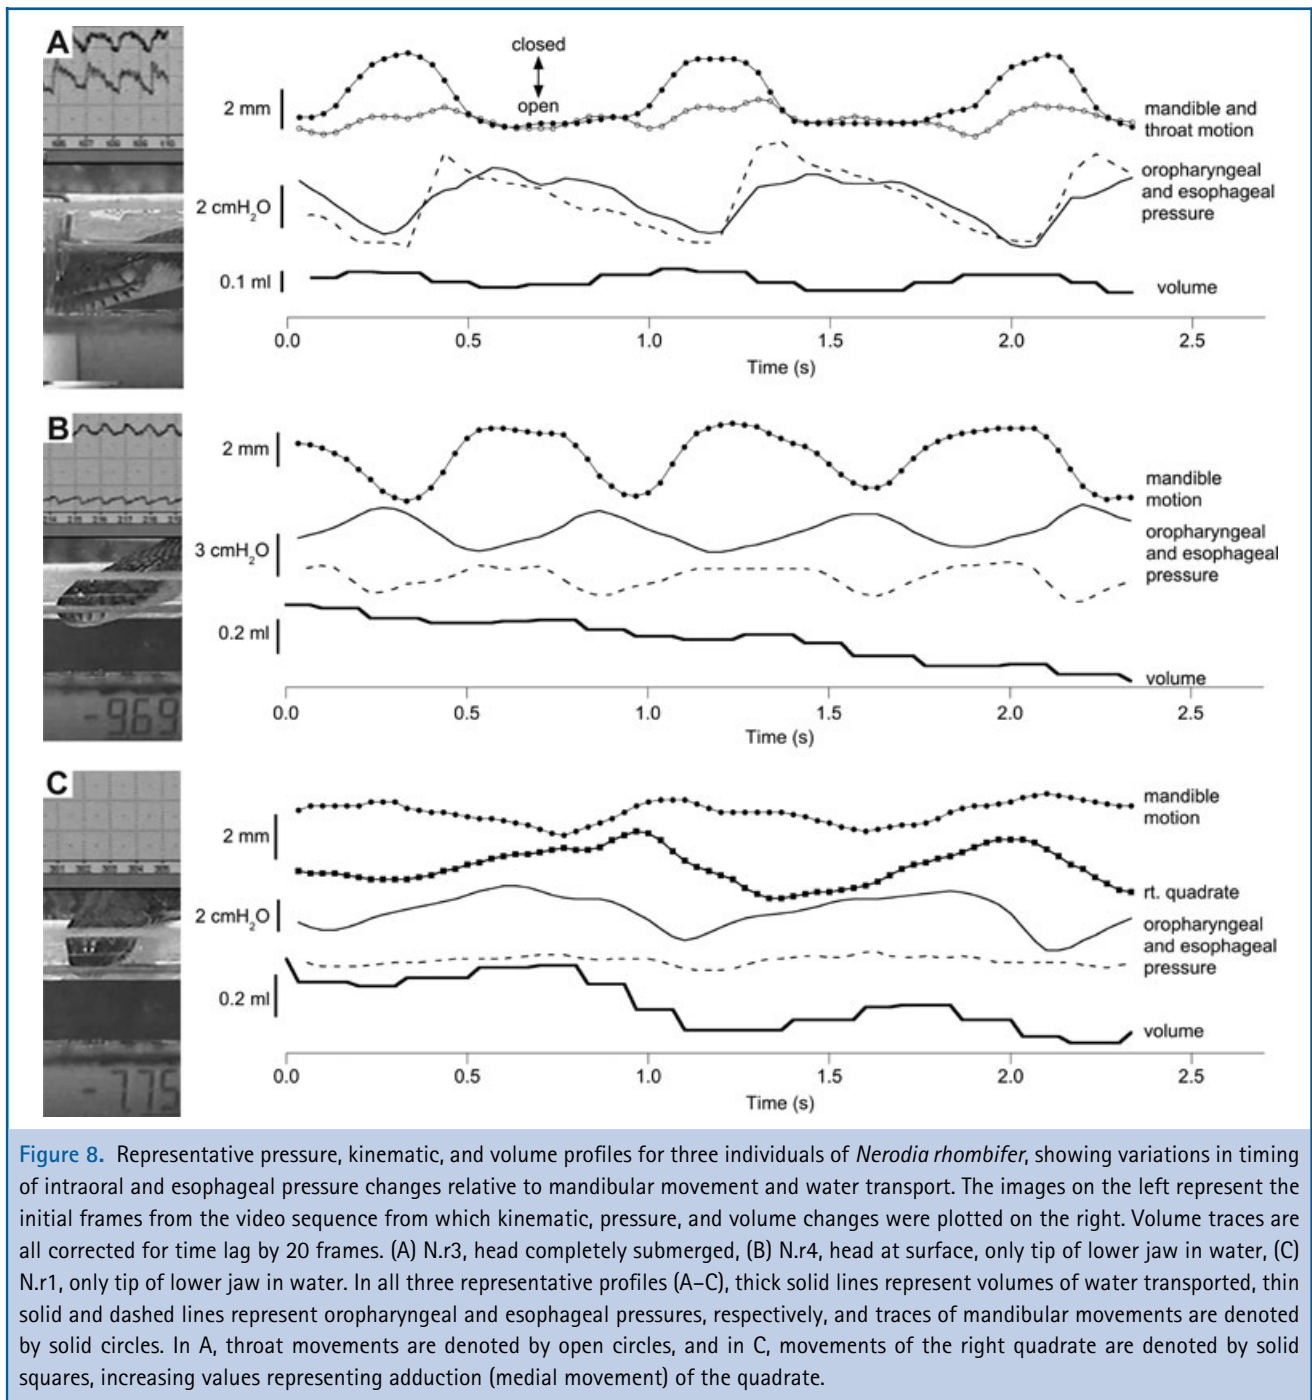 A
closed
open
2 mm
mandible and
throat motion
oropharyngeal
and esophageal
pressure
2 cmH2O
0.1 ml
volume
0.0 0.5 1.0 1.5 2.0 2.5
Time (s)
B
2 mm
mandible
motion
oropharyngeal
and esophageal
pressure
3 cmH2O
0.2 ml
volume
-9.69
0.0 0.5 1.0 1.5 2.0 2.5
Time (s)
C
mandible
motion
2 mm
rt. quadrate
2 cmH2O
oropharyngeal
and esophageal
pressure
0.2 ml
volume
-7.75
0.0 0.5 1.0 1.5 2.0 2.5
Time (s)
Figure 8. Representative pressure, kinematic, and volume profiles for three individuals of Nerodia rhombifer, showing variations in timing
of intraoral and esophageal pressure changes relative to mandibular movement and water transport. The images on the left represent the
initial frames from the video sequence from which kinematic, pressure, and volume changes were plotted on the right. Volume traces are
all corrected for time lag by 20 frames. (A) N.r3, head completely submerged, (B) N.r4, head at surface, only tip of lower jaw in water, (C)
N.r1, only tip of lower jaw in water. In all three representative profiles (A–C), thick solid lines represent volumes of water transported, thin
solid and dashed lines represent oropharyngeal and esophageal pressures, respectively, and traces of mandibular movements are denoted
by solid circles. In A, throat movements are denoted by open circles, and in C, movements of the right quadrate are denoted by solid
squares, increasing values representing adduction (medial movement) of the quadrate.